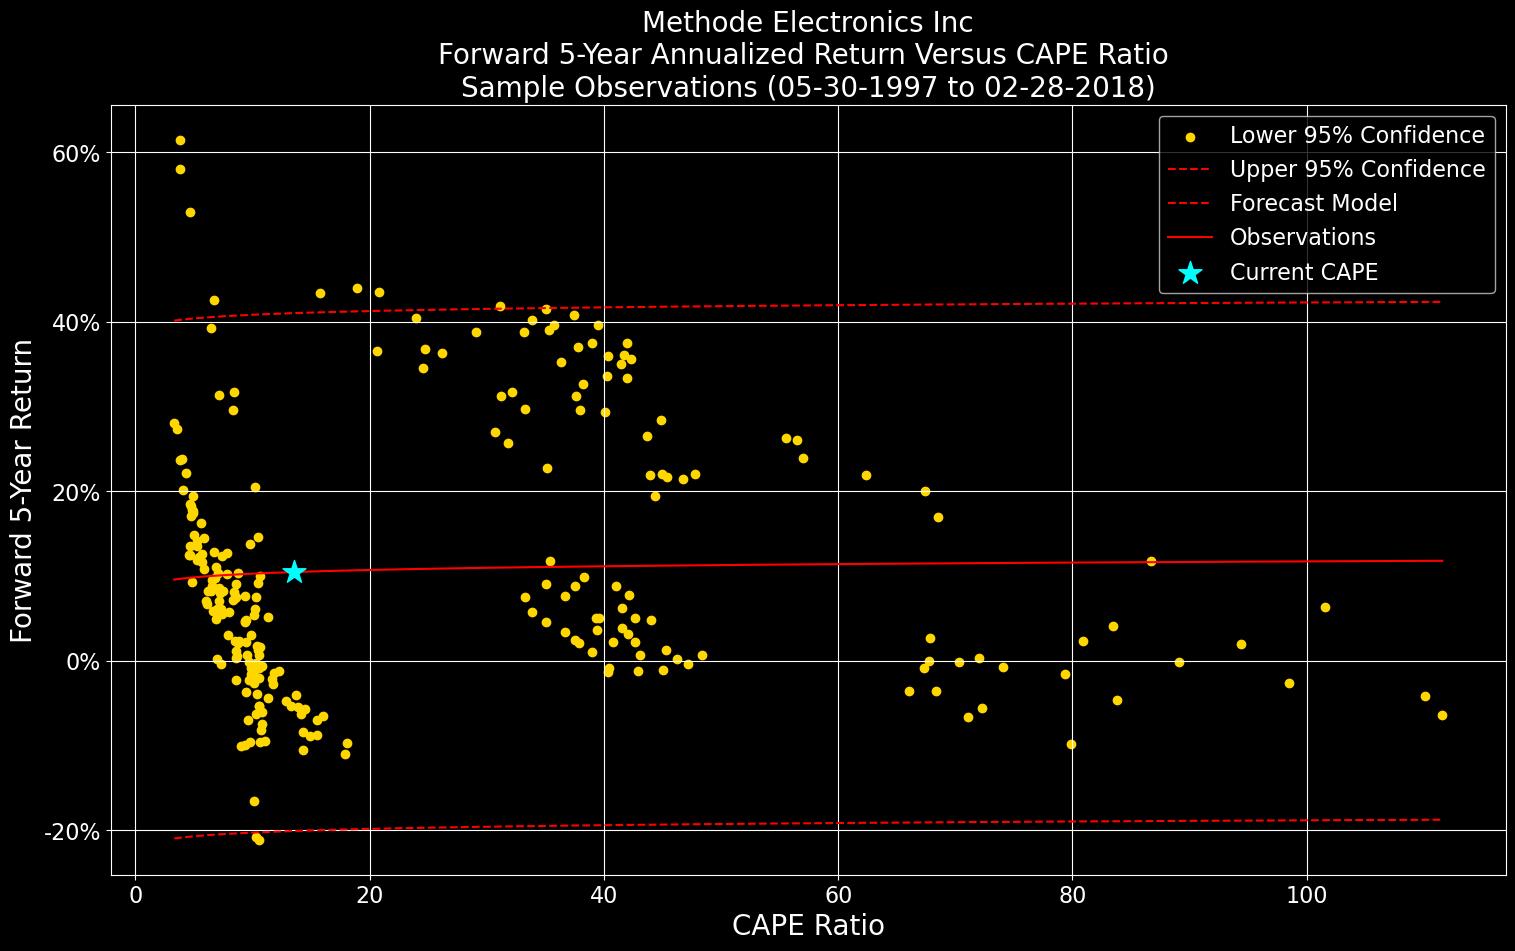 Methode Electronics Inc
Forward 5-Year Annualized Return Versus CAPE Ratio
Sample Observations (05-30-1997 to 02-28-2018)
Lower 95% Confidence
Upper 95% Confidence
Forecast Model
Observations
Current CAPE
Forward 5-Year Return
60%
40%
20%
0%
-20%
0 20 40 60 80 100
CAPE Ratio